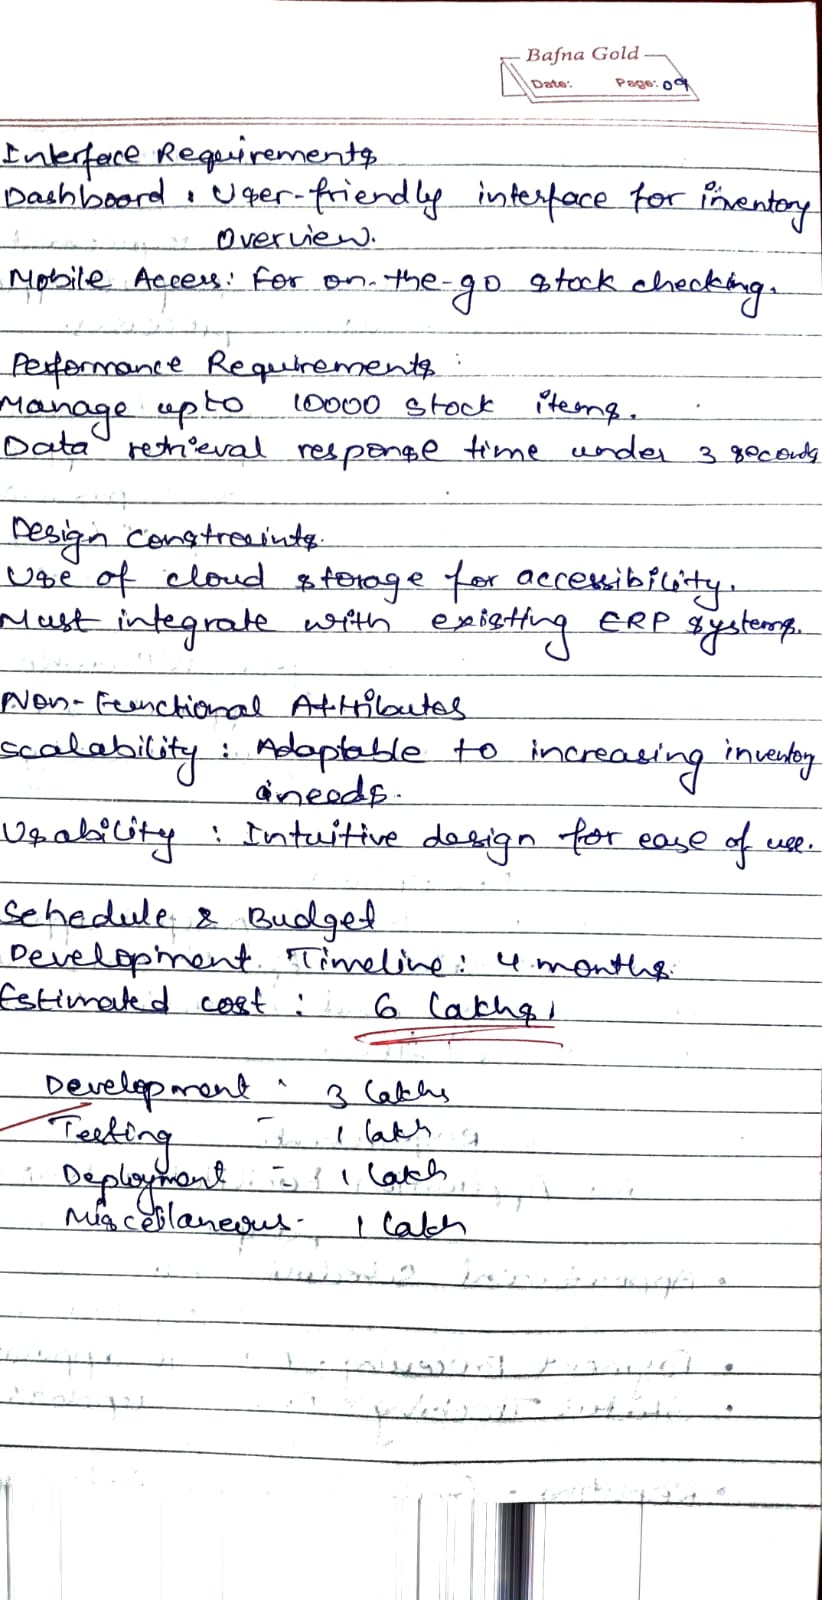 Bafna Gold
Date: Page: 09
Interface Requirements
Dashboard : User-friendly interface for inventory
overview.
Mobile Access: For on-the-go stock checking.
Performance Requirements :
Manage upto 10000 stock items.
Data retrieval response time under 3 seconds
Design constraints.
Use of cloud storage for accessibility.
Must integrate with existing ERP systems.
Non-Functional Attributes
Scalability : Adaptable to increasing inventory
needs.
Usability : Intuitive design for ease of use.
Schedule & Budget
Development Timeline: 4 months.
Estimated cost : 6 lakhs.
Development : 3 lakhs
Testing - 1 lakh
Deployment - 1 lakh
Miscellaneous - 1 lakh